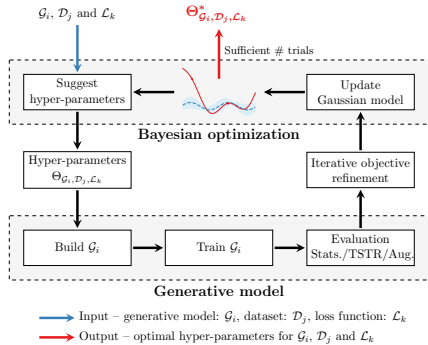 𝒢ᵢ, 𝒟ⱼ and ℒₖ
Θ*𝒢ᵢ,𝒟ⱼ,ℒₖ
Sufficient # trials
Suggest
hyper-parameters
Update
Gaussian model
Bayesian optimization
Hyper-parameters
Θ𝒢ᵢ,𝒟ⱼ,ℒₖ
Iterative objective
refinement
Build 𝒢ᵢ
Train 𝒢ᵢ
Evaluation
Stats./TSTR/Aug.
Generative model
Input – generative model: 𝒢ᵢ, dataset: 𝒟ⱼ, loss function: ℒₖ
Output – optimal hyper-parameters for 𝒢ᵢ, 𝒟ⱼ and ℒₖ